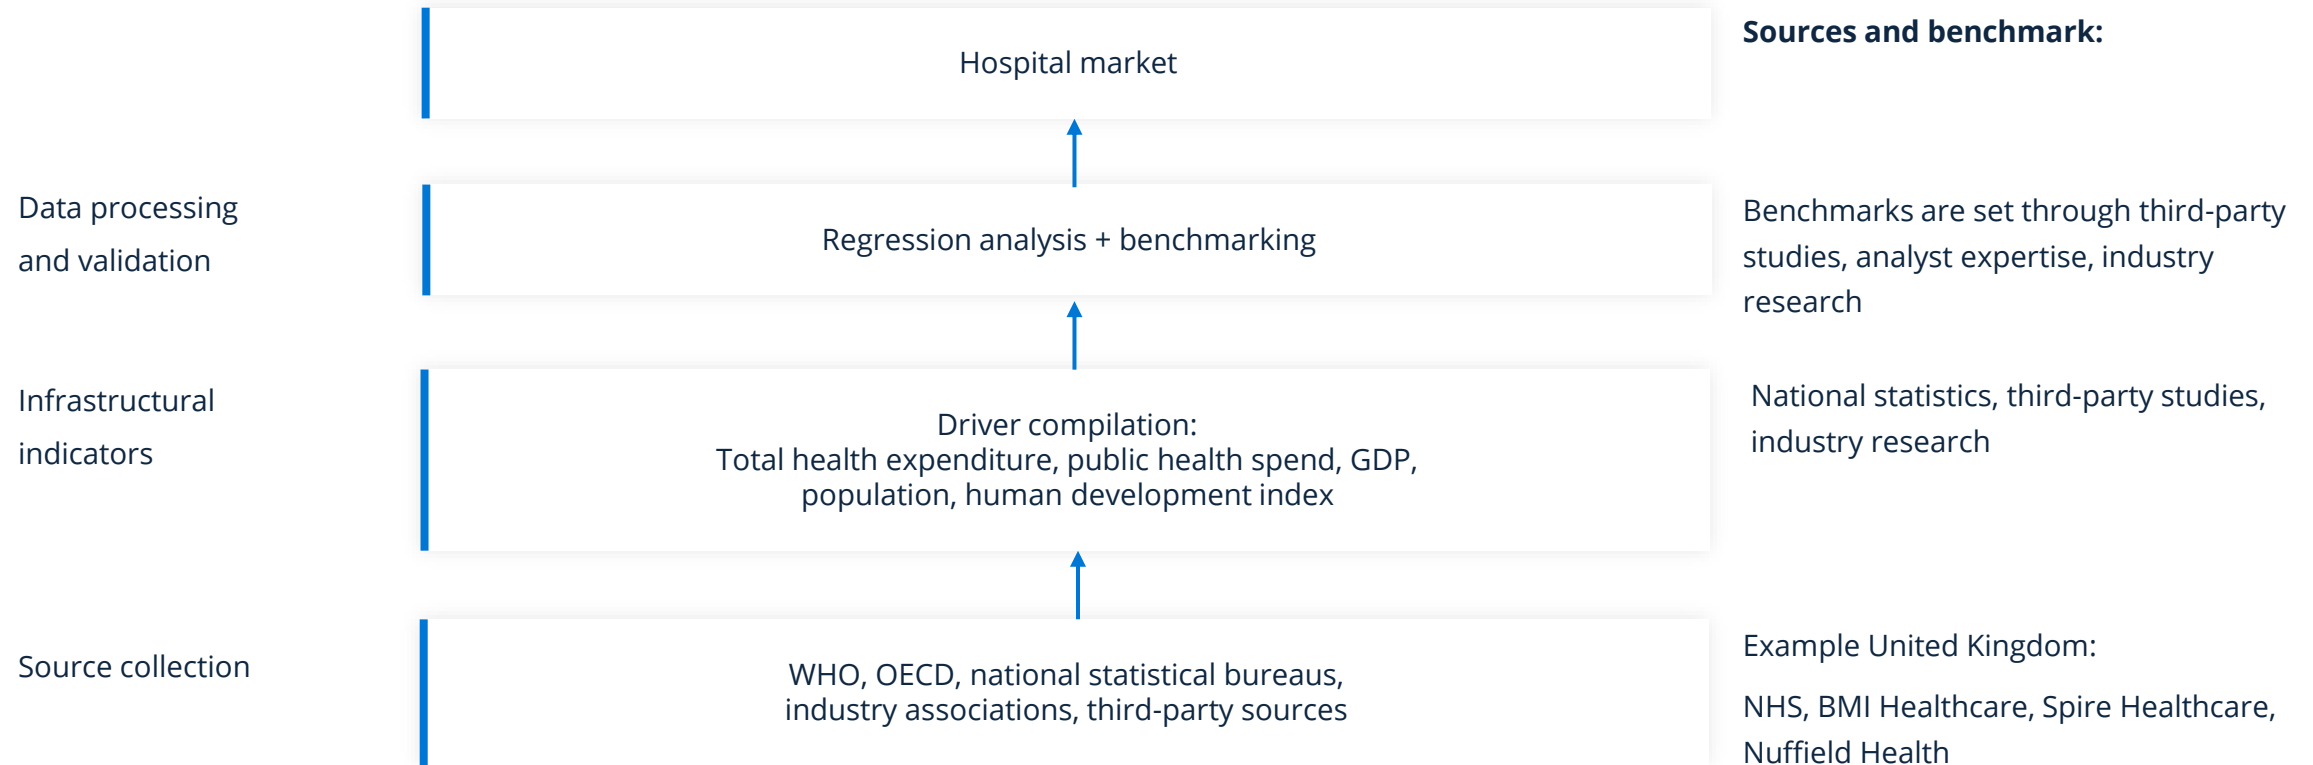 Hospital market
Sources and benchmark:
Data processing
and validation
Regression analysis + benchmarking
Benchmarks are set through third-party
studies, analyst expertise, industry
research
Infrastructural
indicators
Driver compilation:
Total health expenditure, public health spend, GDP,
population, human development index
National statistics, third-party studies,
industry research
Source collection
WHO, OECD, national statistical bureaus,
industry associations, third-party sources
Example United Kingdom:
NHS, BMI Healthcare, Spire Healthcare,
Nuffield Health